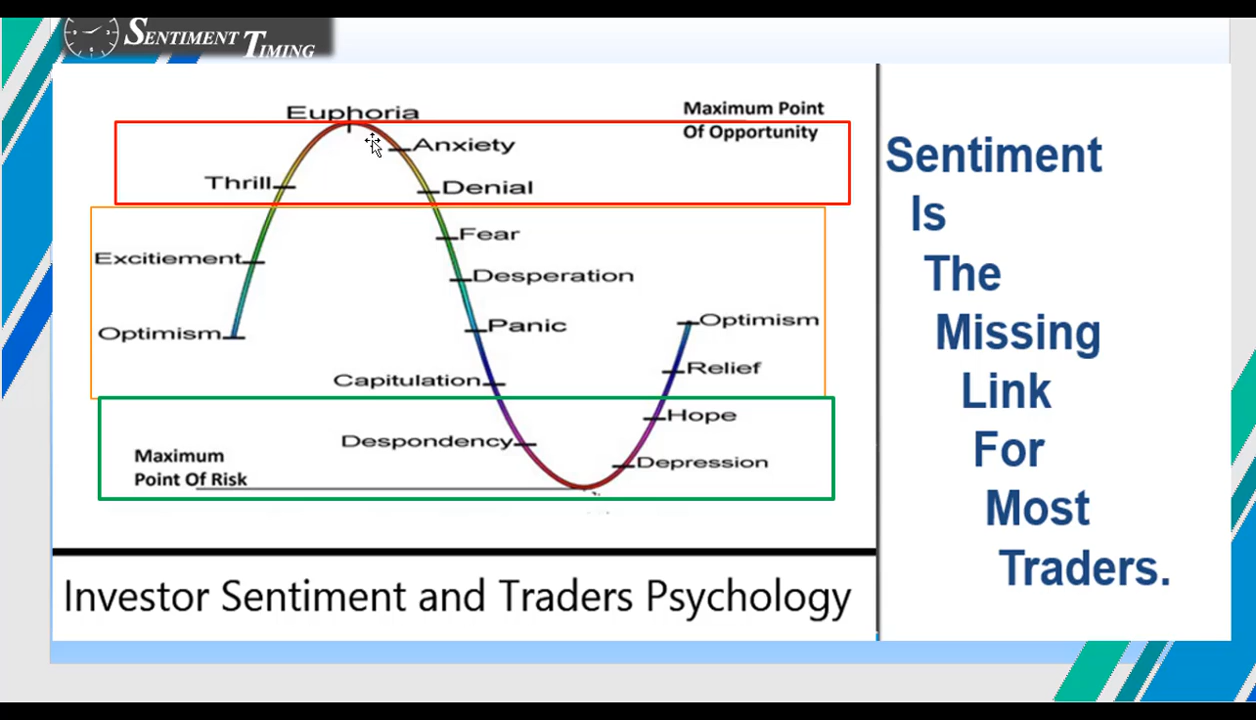 SENTIMENT TIMING
Euphoria
Maximum Point
Of Opportunity
Anxiety
Thrill
Denial
Fear
Excitiement
Desperation
Optimism
Panic
Optimism
Capitulation
Relief
Hope
Despondency
Maximum
Point Of Risk
Depression
Investor Sentiment and Traders Psychology
Sentiment
Is
The
Missing
Link
For
Most
Traders.